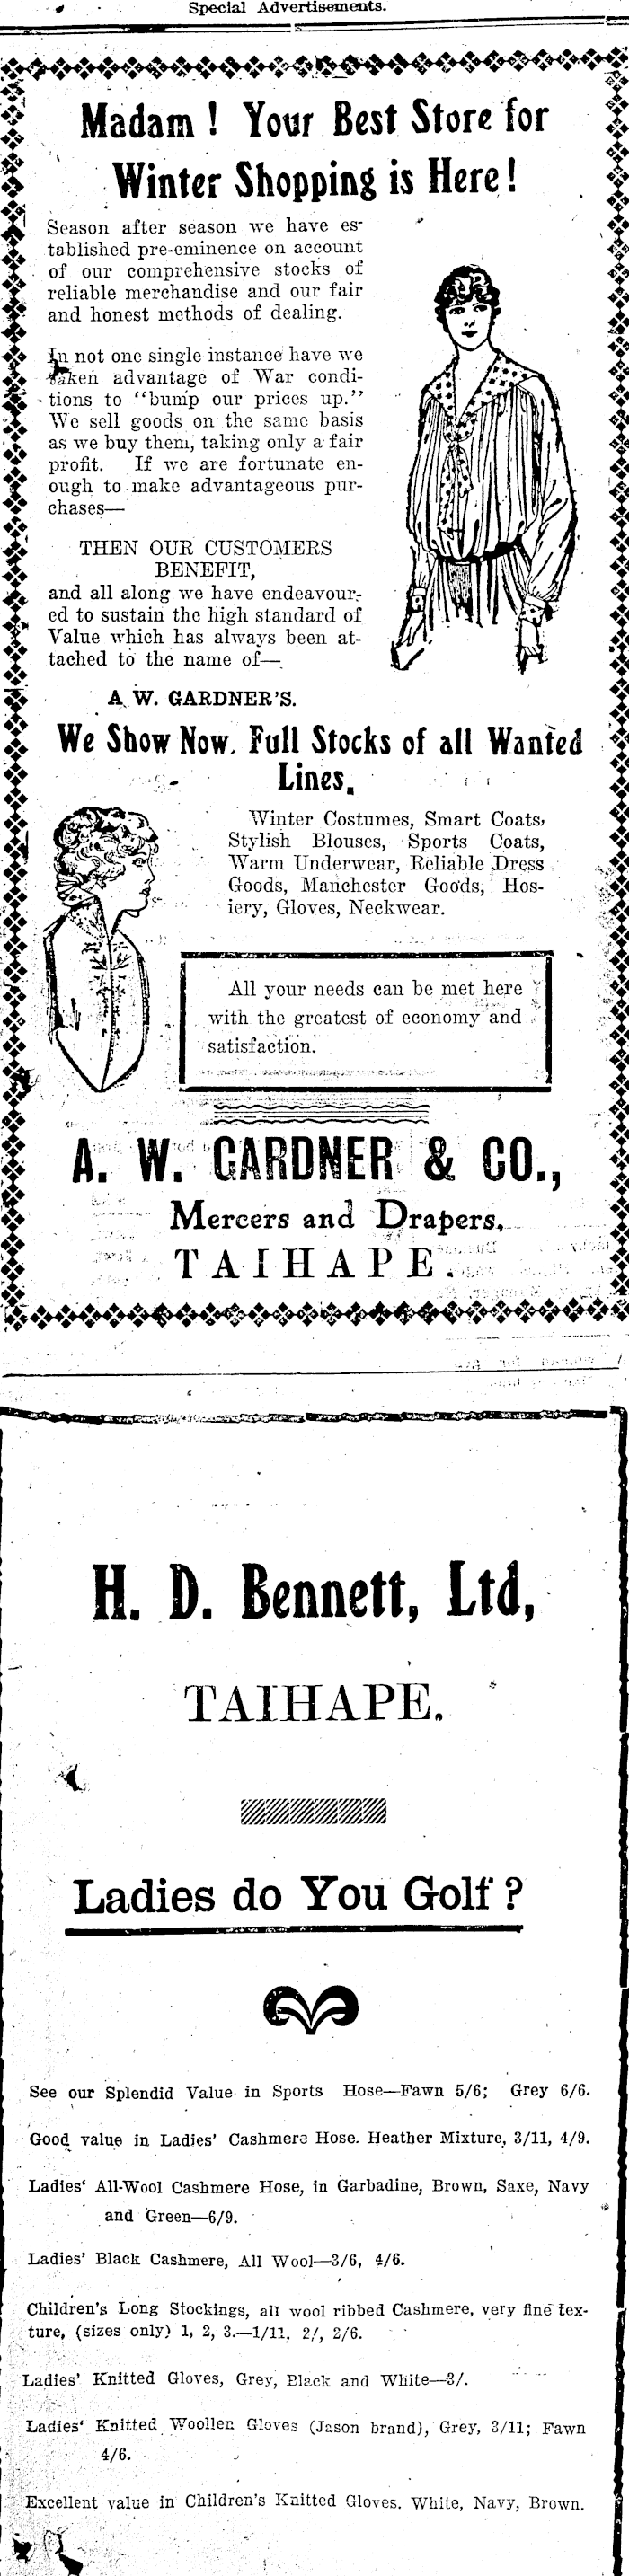 Special Advertisements.
Madam ! Your Best Store for
Winter Shopping is Here !
Season after season we have es-
tablished pre-eminence on account
of our comprehensive stocks of
reliable merchandise and our fair
and honest methods of dealing.
In not one single instance have we
taken advantage of War condi-
tions to "bump our prices up."
We sell goods on the same basis
as we buy them, taking only a fair
profit. If we are fortunate en-
ough to make advantageous pur-
chases—
THEN OUR CUSTOMERS
BENEFIT,
and all along we have endeavour-
ed to sustain the high standard of
Value which has always been at-
tached to the name of—
A. W. GARDNER'S.
We Show Now. Full Stocks of all Wanted
Lines.
Winter Costumes, Smart Coats,
Stylish Blouses, Sports Coats,
Warm Underwear, Reliable Dress
Goods, Manchester Goods, Hos-
iery, Gloves, Neckwear.
All your needs can be met here
with the greatest of economy and
satisfaction.
A. W. GARDNER & CO.,
Mercers and Drapers,
TAIHAPE.
H. D. Bennett, Ltd,
TAIHAPE.
Ladies do You Golf ?
See our Splendid Value in Sports Hose—Fawn 5/6; Grey 6/6.
Good value in Ladies' Cashmere Hose. Heather Mixture, 3/11, 4/9.
Ladies' All-Wool Cashmere Hose, in Garbadine, Brown, Saxe, Navy
and Green—6/9.
Ladies' Black Cashmere, All Wool—3/6, 4/6.
Children's Long Stockings, all wool ribbed Cashmere, very fine tex-
ture, (sizes only) 1, 2, 3.—1/11, 2/, 2/6.
Ladies' Knitted Gloves, Grey, Black and White—3/.
Ladies' Knitted Woollen Gloves (Jason brand), Grey, 3/11; Fawn
4/6.
Excellent value in Children's Knitted Gloves. White, Navy, Brown.